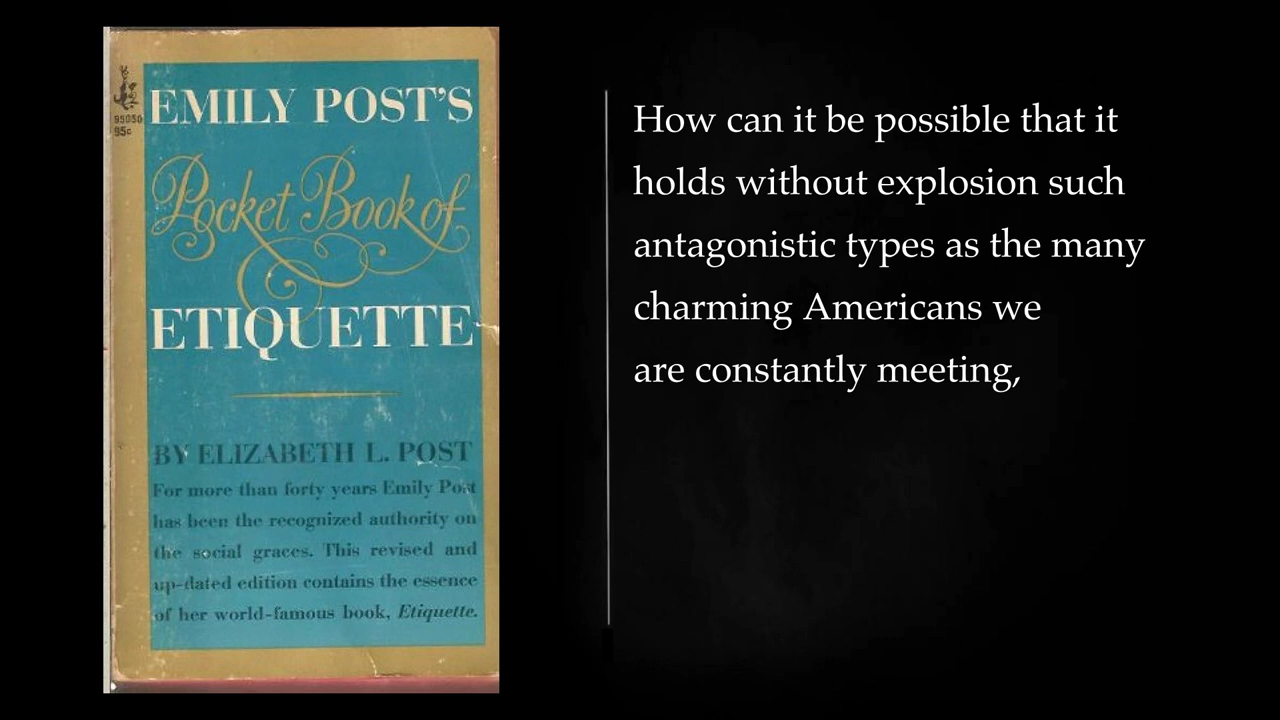 95050
95c
EMILY POST'S
Pocket Book of
ETIQUETTE
BY ELIZABETH L. POST
For more than forty years Emily Post
has been the recognized authority on
the social graces. This revised and
up-dated edition contains the essence
of her world-famous book, Etiquette.
How can it be possible that it
holds without explosion such
antagonistic types as the many
charming Americans we
are constantly meeting,